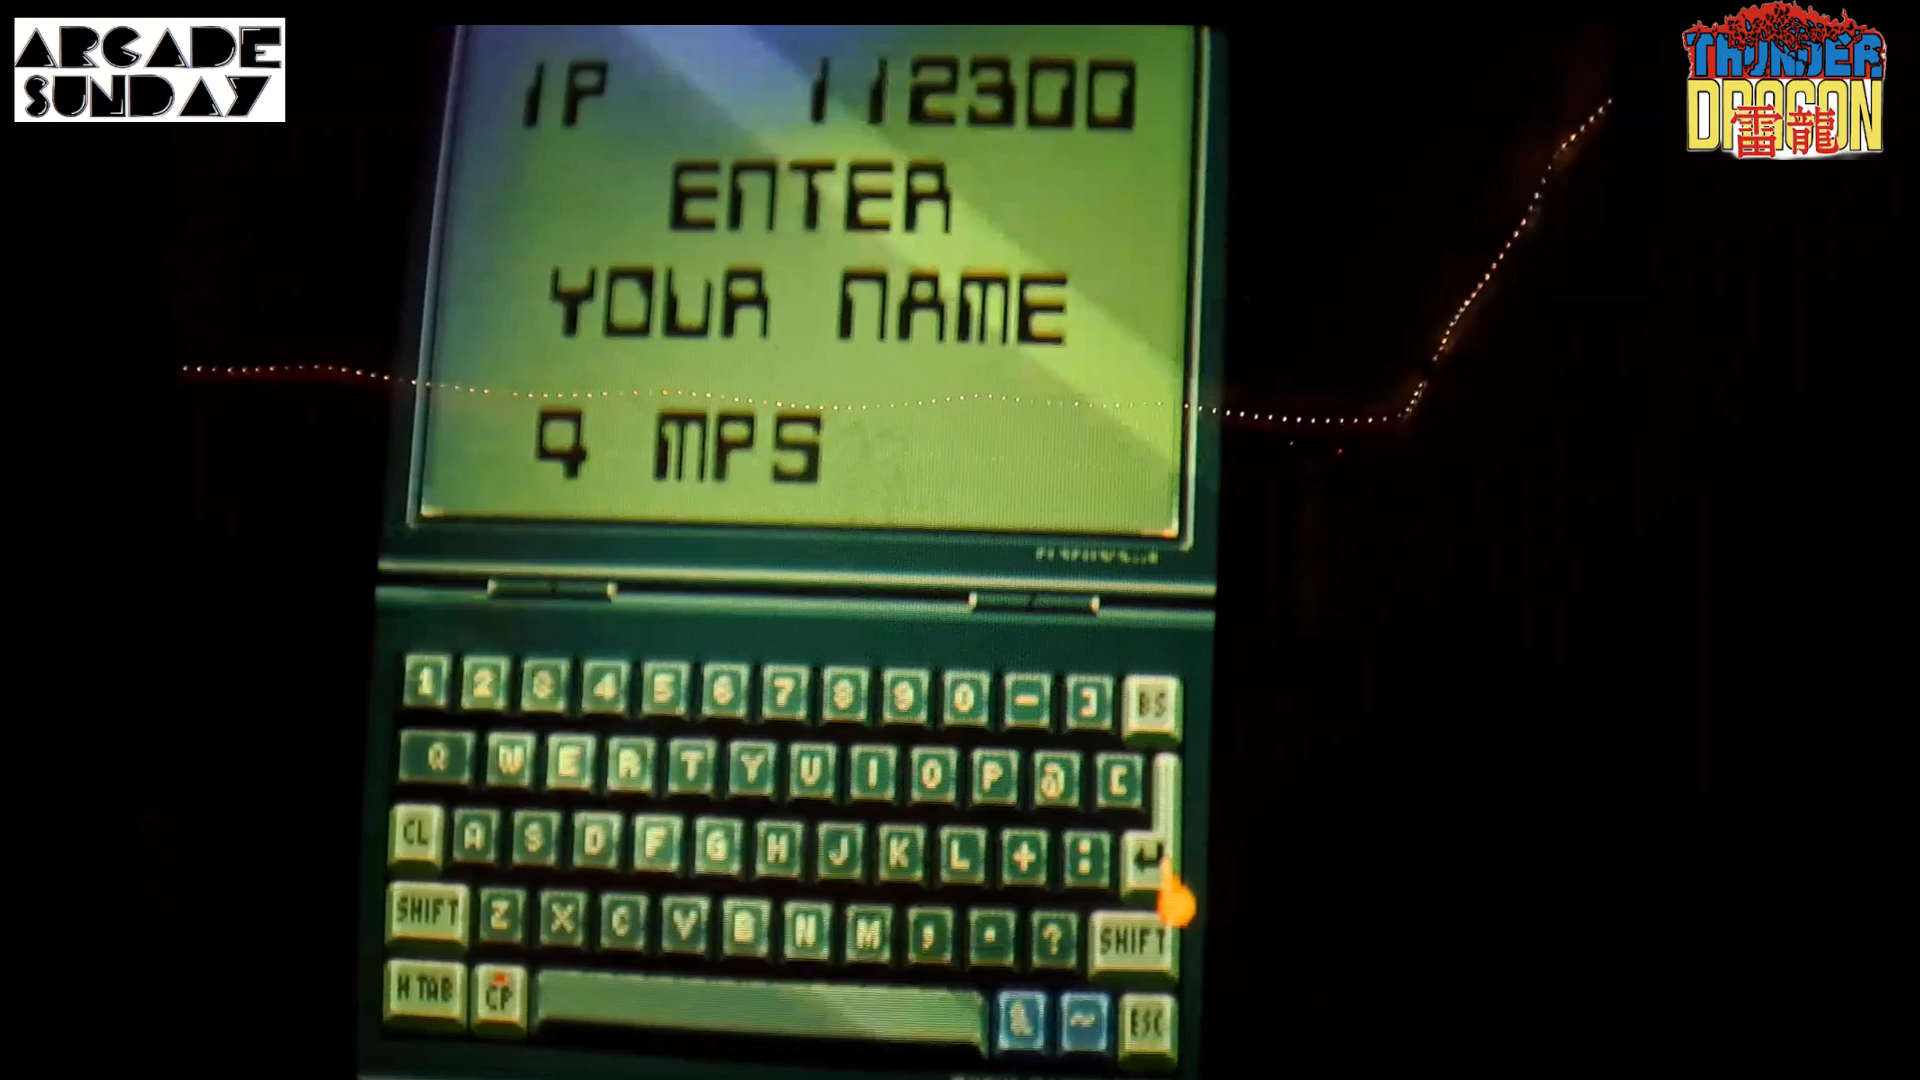 ARCADE
SUNDAY
THUNDER
DRAGON
雷龍
1P 112300
ENTER
YOUR NAME
9 MPS
1 2 3 4 5 6 7 8 9 0 - ] BS
Q W E R T Y U I O P @ [
CL A S D F G H J K L + : ↵
SHIFT Z X C V B N M , . ? SHIFT
H TAB CP & ~ ESC